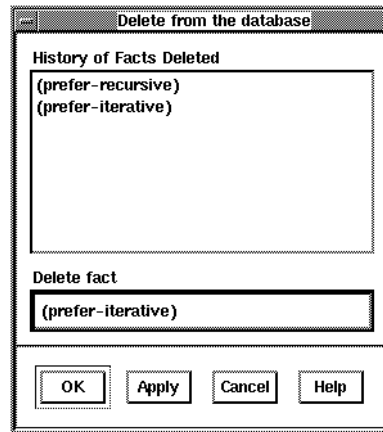 Delete from the database
History of Facts Deleted
(prefer-recursive)
(prefer-iterative)
Delete fact
(prefer-iterative)
OK Apply Cancel Help